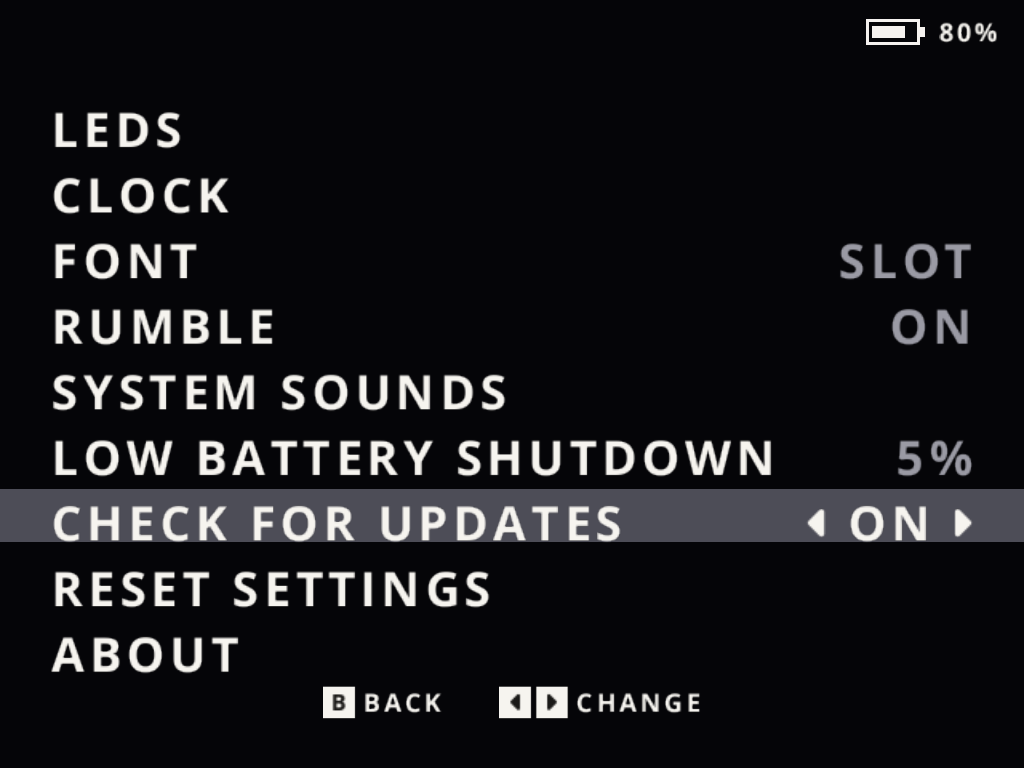 80%
LEDS
CLOCK
FONT SLOT
RUMBLE ON
SYSTEM SOUNDS
LOW BATTERY SHUTDOWN 5%
CHECK FOR UPDATES ON
RESET SETTINGS
ABOUT
B BACK CHANGE